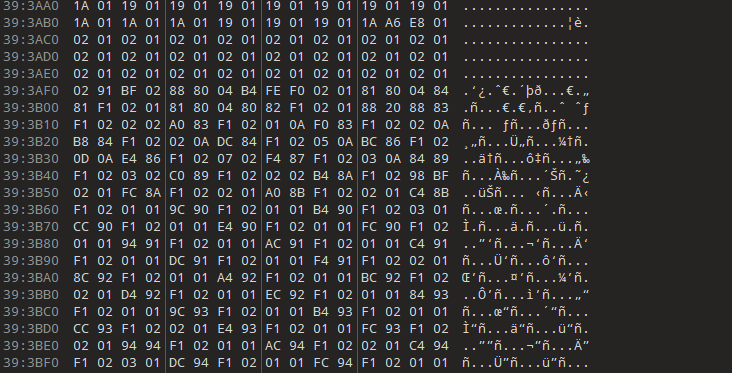 39:3AA0 1A 01 19 01 19 01 19 01 19 01 19 01 19 01 19 01 ................
39:3AB0 1A 01 1A 01 1A 01 19 01 19 01 19 01 1A A6 E8 01 .............¦è.
39:3AC0 02 01 02 01 02 01 02 01 02 01 02 01 02 01 02 01 ................
39:3AD0 02 01 02 01 02 01 02 01 02 01 02 01 02 01 02 01 ................
39:3AE0 02 01 02 01 02 01 02 01 02 01 02 01 02 01 02 01 ................
39:3AF0 02 91 BF 02 88 80 04 B4 FE F0 02 01 81 80 04 84 .‘¿.ˆ€.´þð...€.„
39:3B00 81 F1 02 01 81 80 04 80 82 F1 02 01 88 20 88 83 .ñ...€.€‚ñ..ˆ ˆƒ
39:3B10 F1 02 02 02 A0 83 F1 02 01 0A F0 83 F1 02 02 0A ñ... ƒñ...ðƒñ...
39:3B20 B8 84 F1 02 02 0A DC 84 F1 02 05 0A BC 86 F1 02 ¸„ñ...Ü„ñ...¼†ñ.
39:3B30 0D 0A E4 86 F1 02 07 02 F4 87 F1 02 03 0A 84 89 ..ä†ñ...ô‡ñ...„‰
39:3B40 F1 02 03 02 C0 89 F1 02 02 02 B4 8A F1 02 98 BF ñ...À‰ñ...´Šñ.˜¿
39:3B50 02 01 FC 8A F1 02 02 01 A0 8B F1 02 02 01 C4 8B ..üŠñ... ‹ñ...Ä‹
39:3B60 F1 02 01 01 9C 90 F1 02 01 01 B4 90 F1 02 03 01 ñ...œ.ñ...´.ñ...
39:3B70 CC 90 F1 02 01 01 E4 90 F1 02 01 01 FC 90 F1 02 Ì.ñ...ä.ñ...ü.ñ.
39:3B80 01 01 94 91 F1 02 02 01 AC 91 F1 02 02 01 C4 91 ..”‘ñ...¬‘ñ...Ä‘
39:3B90 F1 02 02 01 DC 91 F1 02 01 01 F4 91 F1 02 02 01 ñ...Ü‘ñ...ô‘ñ...
39:3BA0 8C 92 F1 02 01 01 A4 92 F1 02 01 01 BC 92 F1 02 Œ’ñ...¤’ñ...¼’ñ.
39:3BB0 02 01 D4 92 F1 02 01 01 EC 92 F1 02 01 01 84 93 ..Ô’ñ...ì’ñ...„“
39:3BC0 F1 02 01 01 9C 93 F1 02 01 01 B4 93 F1 02 01 01 ñ...œ“ñ...´“ñ...
39:3BD0 CC 93 F1 02 02 01 E4 93 F1 02 01 01 FC 93 F1 02 Ì“ñ...ä“ñ...ü“ñ.
39:3BE0 02 01 94 94 F1 02 01 01 AC 94 F1 02 02 01 C4 94 ..””ñ...¬”ñ...Ä”
39:3BF0 F1 02 03 01 DC 94 F1 02 01 01 FC 94 F1 02 01 01 ñ...Ü”ñ...ü”ñ...